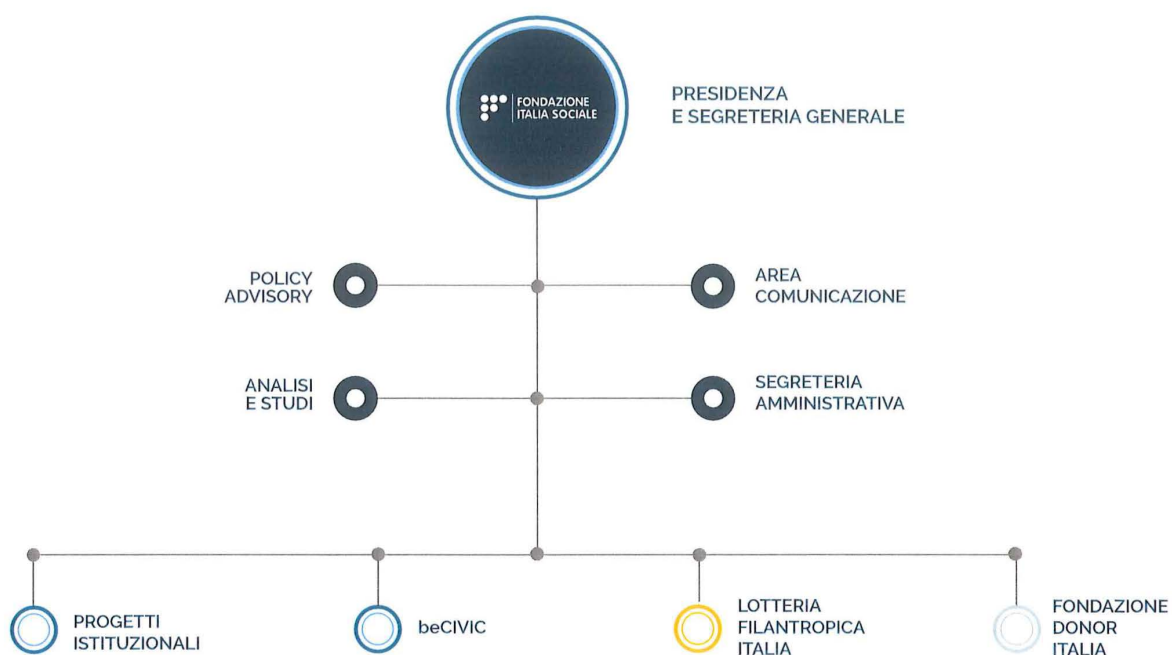 FONDAZIONE
ITALIA SOCIALE
PRESIDENZA
E SEGRETERIA GENERALE
POLICY
ADVISORY
AREA
COMUNICAZIONE
ANALISI
E STUDI
SEGRETERIA
AMMINISTRATIVA
PROGETTI
ISTITUZIONALI
beCIVIC
LOTTERIA
FILANTROPICA
ITALIA
FONDAZIONE
DONOR
ITALIA